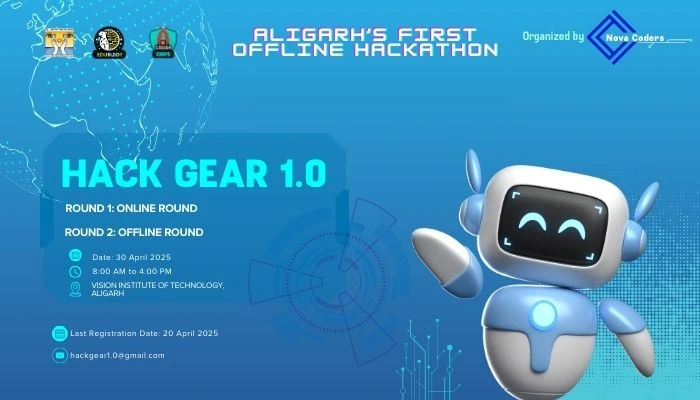 ALIGARH'S FIRST
OFFLINE HACKATHON
Organized by
Nova Coders
EDUBUDDY
CODER
HACK GEAR 1.0
ROUND 1: ONLINE ROUND
ROUND 2: OFFLINE ROUND
Date: 30 April 2025
8:00 AM to 4:00 PM
VISION INSTITUTE OF TECHNOLOGY,
ALIGARH
Last Registration Date: 20 April 2025
hackgear1.0@gmail.com